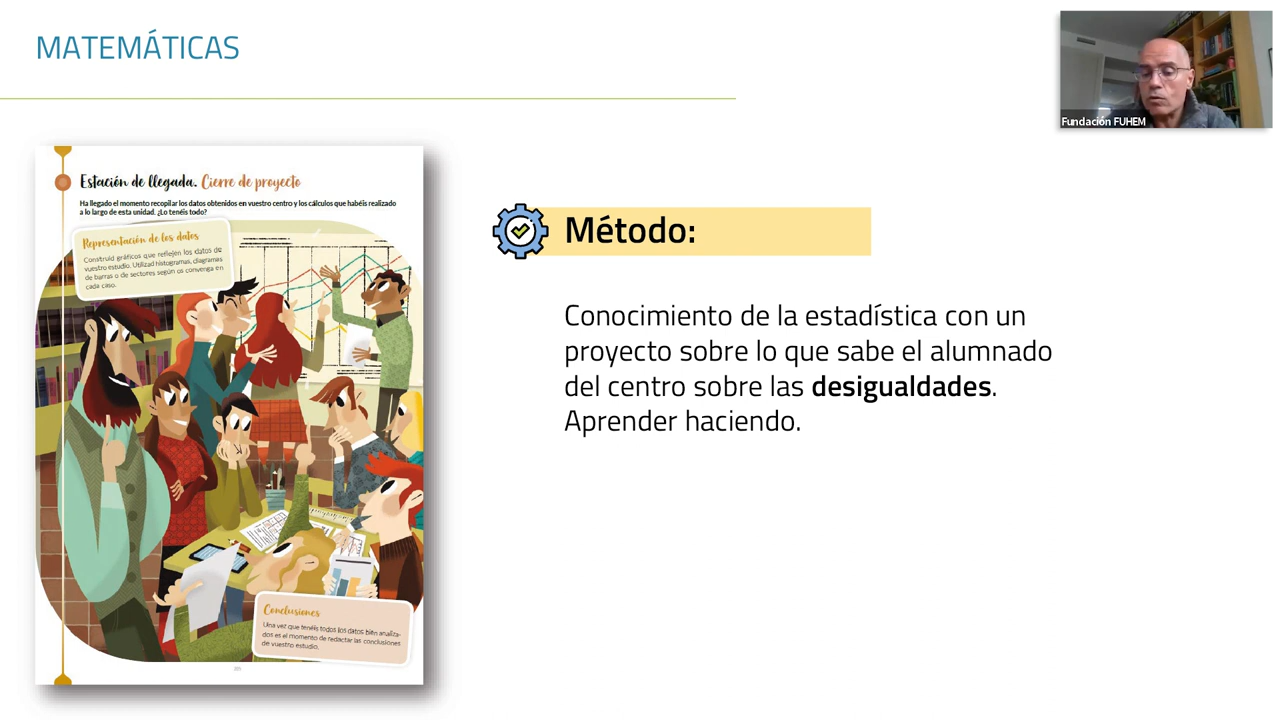 MATEMÁTICAS
Fundación FUHEM
Estación de llegada. Cierre de proyecto
Ha llegado el momento recopilar los datos obtenidos en vuestro centro y los cálculos que habéis realizado
a lo largo de esta unidad. ¿Lo tenéis todo?
Representación de los datos
Construid gráficos que reflejen los datos de
vuestro estudio. Utilizad histogramas, diagramas
de barras o de sectores según os convenga en
cada caso.
Conclusiones
Una vez que tenéis todos los datos bien analiza-
dos es el momento de redactar las conclusiones
de vuestro estudio.
Método:
Conocimiento de la estadística con un
proyecto sobre lo que sabe el alumnado
del centro sobre las desigualdades.
Aprender haciendo.